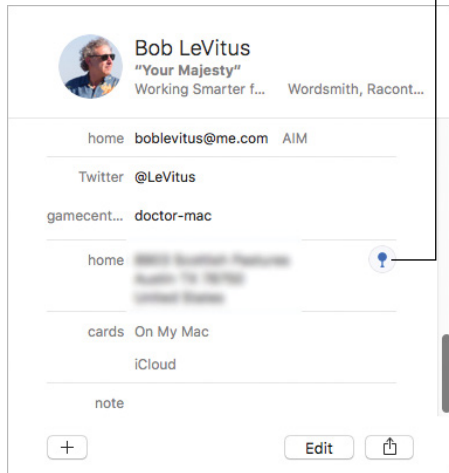 Bob LeVitus
“Your Majesty”
Working Smarter f... Wordsmith, Racont...
home boblevitus@me.com AIM
Twitter @LeVitus
gamecent... doctor-mac
home
cards On My Mac
iCloud
note
+ Edit